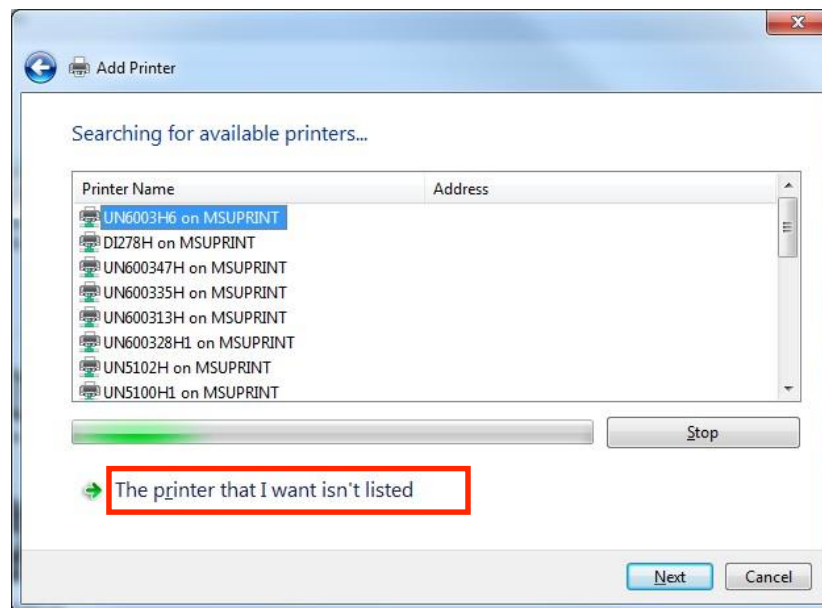 Add Printer
Searching for available printers...
Printer Name Address
UN6003H6 on MSUPRINT
DI278H on MSUPRINT
UN600347H on MSUPRINT
UN600335H on MSUPRINT
UN600313H on MSUPRINT
UN600328H1 on MSUPRINT
UN5102H on MSUPRINT
UN5100H1 on MSUPRINT
Stop
The printer that I want isn't listed
Next Cancel